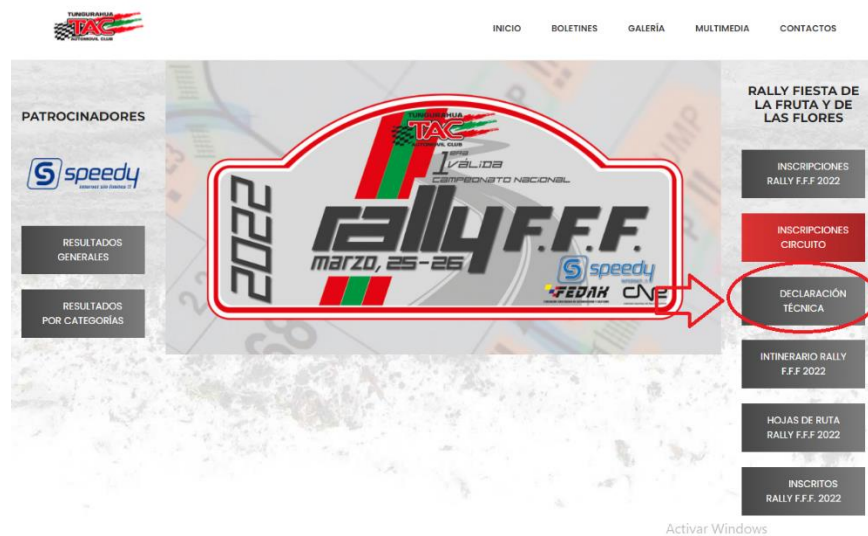 TUNGURAHUA
TAC
AUTOMOVIL CLUB
INICIO
BOLETINES
GALERÍA
MULTIMEDIA
CONTACTOS
PATROCINADORES
speedy
RESULTADOS
GENERALES
RESULTADOS
POR CATEGORÍAS
TUNGURAHUA
TAC
AUTOMOVIL CLUB
1era
VÁLIDA
CAMPEONATO NACIONAL
2022
rally F.F.F.
marzo, 25-26
speedy
FEDAK
RALLY FIESTA DE
LA FRUTA Y DE
LAS FLORES
INSCRIPCIONES
RALLY F.F.F 2022
INSCRIPCIONES
CIRCUITO
DECLARACIÓN
TÉCNICA
INTINERARIO RALLY
F.F.F 2022
HOJAS DE RUTA
RALLY F.F.F 2022
INSCRITOS
RALLY F.F.F. 2022
Activar Windows